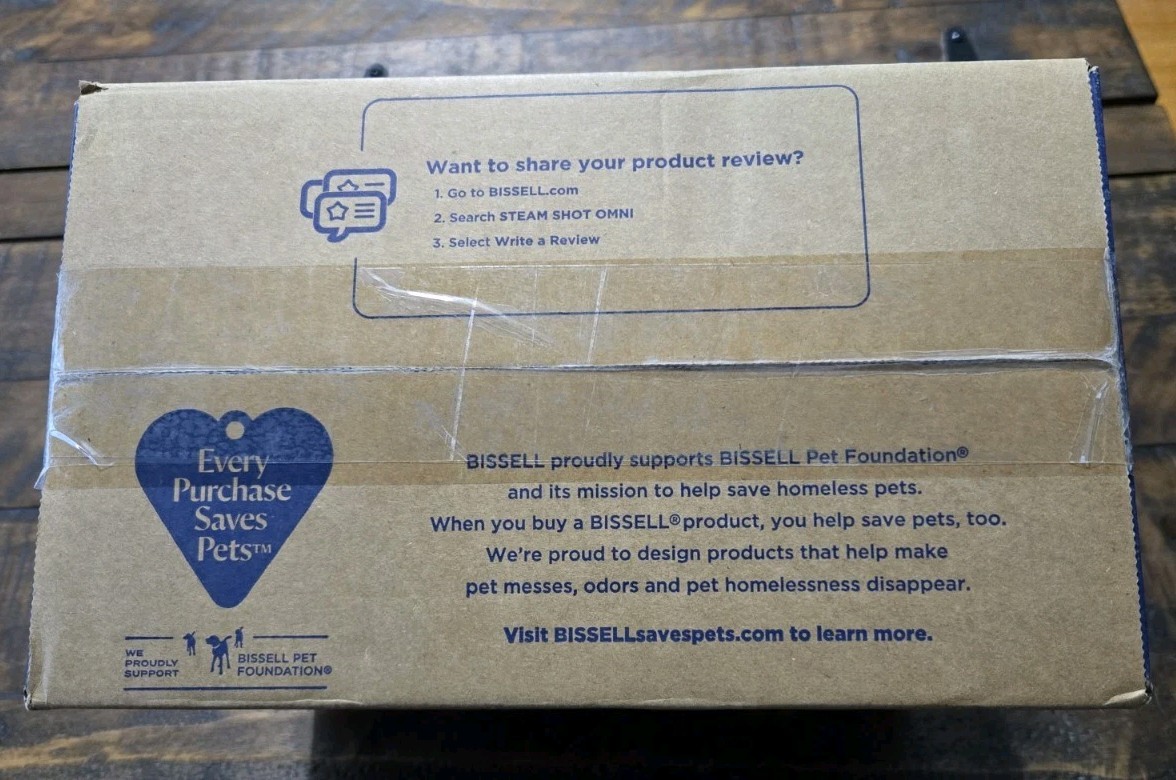 Want to share your product review?
1. Go to BISSELL.com
2. Search STEAM SHOT OMNI
3. Select Write a Review
Every
Purchase
Saves
Pets™
WE
PROUDLY
SUPPORT
BISSELL PET
FOUNDATION®
BISSELL proudly supports BISSELL Pet Foundation®
and its mission to help save homeless pets.
When you buy a BISSELL® product, you help save pets, too.
We're proud to design products that help make
pet messes, odors and pet homelessness disappear.
Visit BISSELLsavespets.com to learn more.